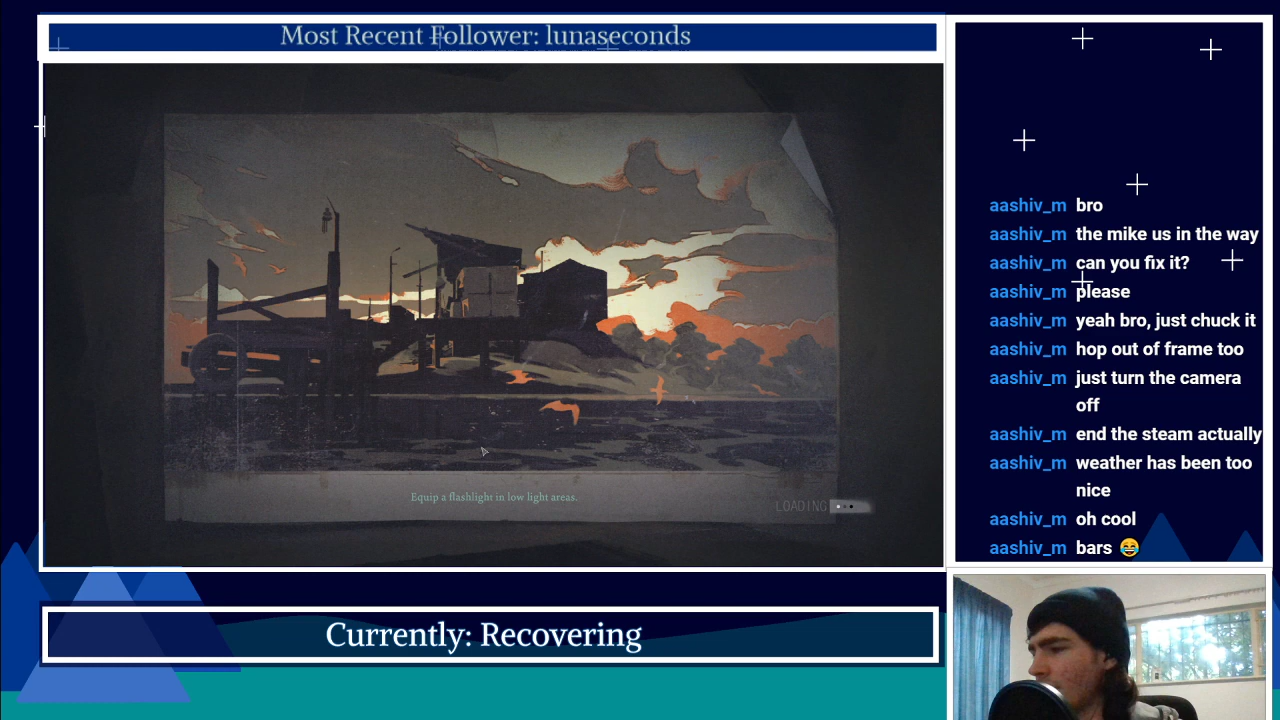 Most Recent Follower: lunaseconds
aashiv_m bro
aashiv_m the mike us in the way
aashiv_m can you fix it?
aashiv_m please
aashiv_m yeah bro, just chuck it
aashiv_m hop out of frame too
aashiv_m just turn the camera
off
aashiv_m end the steam actually
aashiv_m weather has been too
nice
aashiv_m oh cool
aashiv_m bars 😂
Equip a flashlight in low light areas.
LOADING
Currently: Recovering